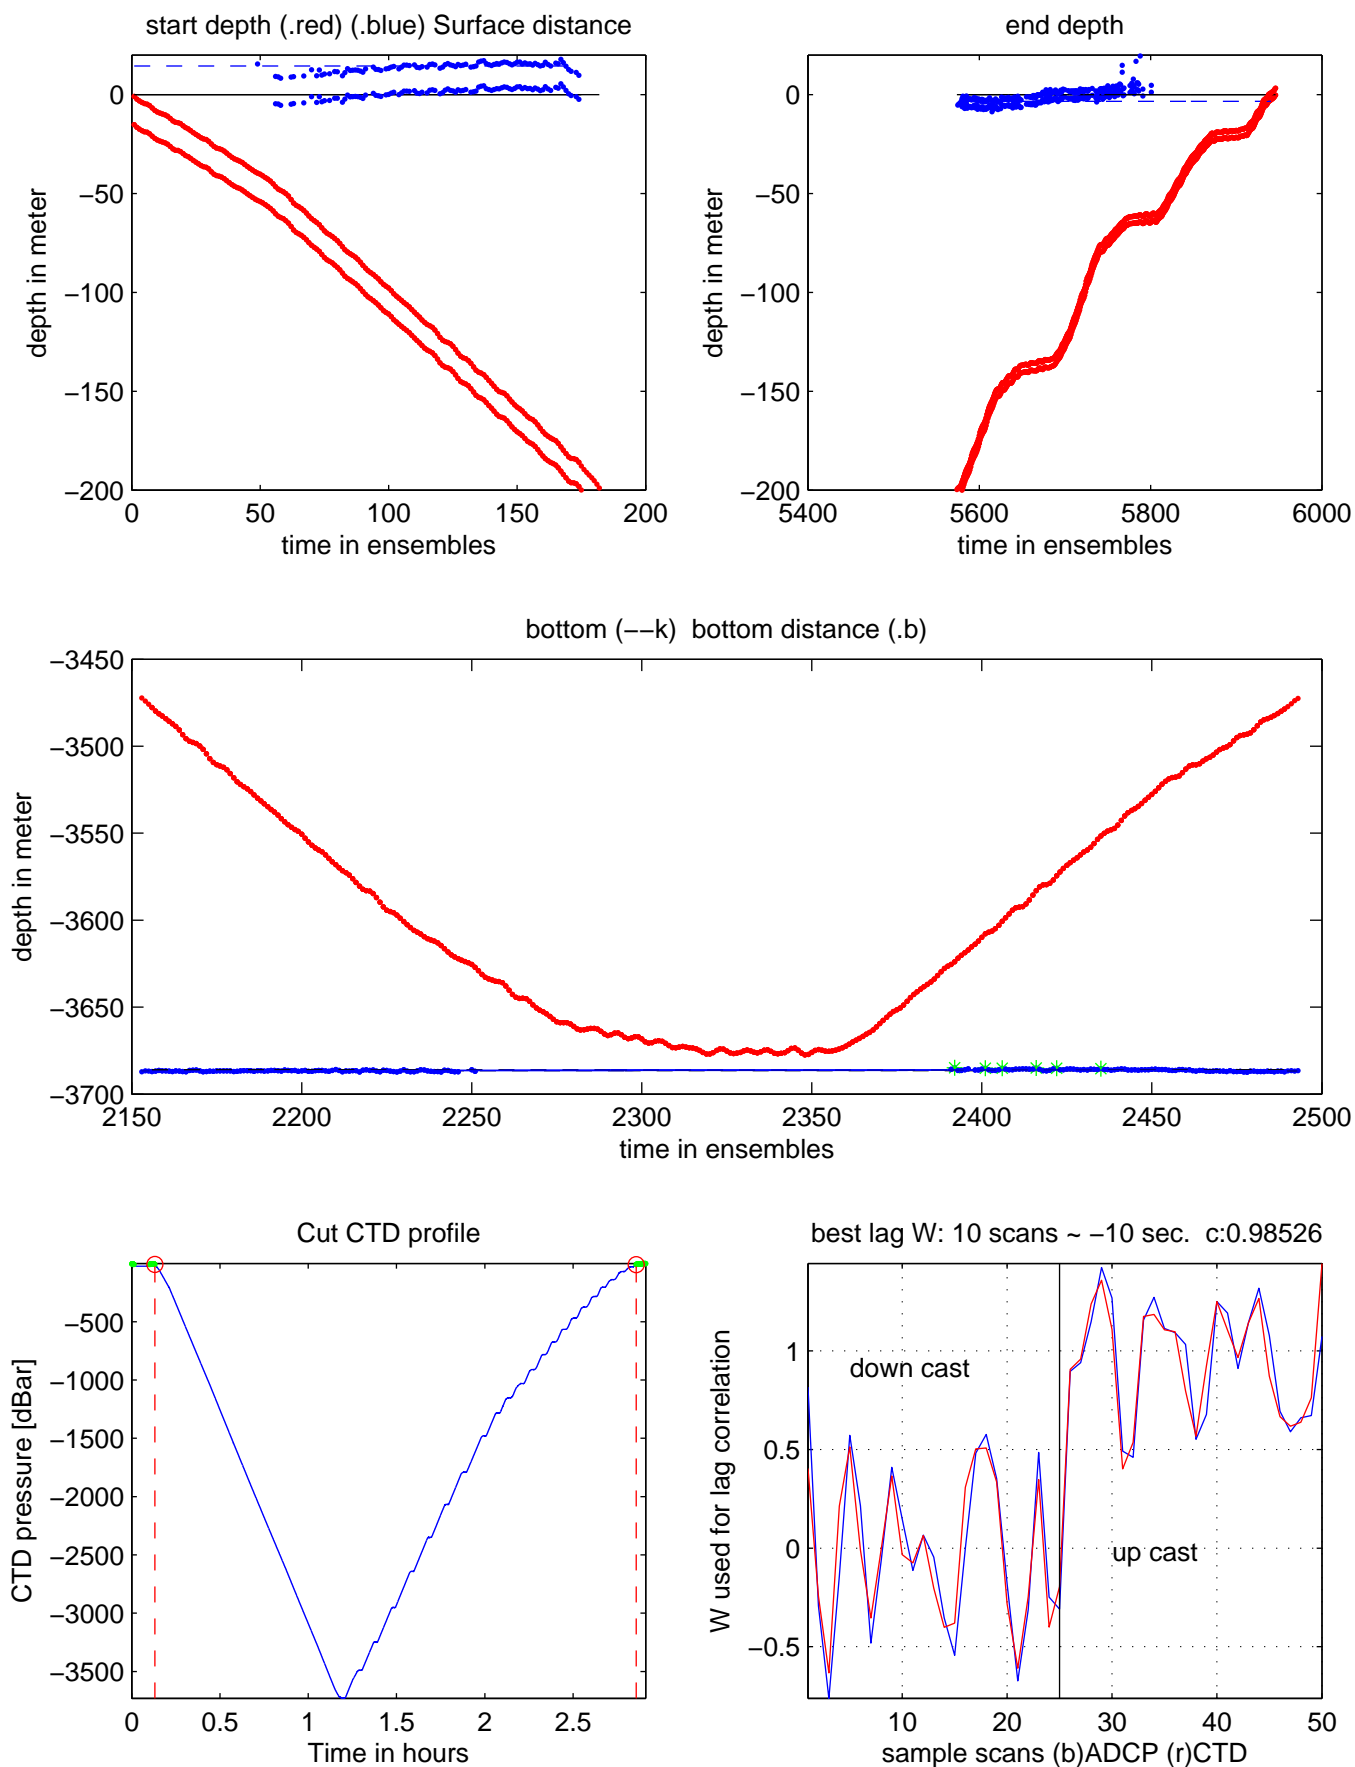 start depth (.red) (.blue) Surface distance
0
−50
−100
−150
−200
depth in meter
0 50 100 150 200
time in ensembles
end depth
0
−50
−100
−150
−200
depth in meter
5400 5600 5800 6000
time in ensembles
bottom (−−k)  bottom distance (.b)
−3450
−3500
−3550
−3600
−3650
−3700
depth in meter
2150 2200 2250 2300 2350 2400 2450 2500
time in ensembles
Cut CTD profile
−500
−1000
−1500
−2000
−2500
−3000
−3500
CTD pressure [dBar]
0 0.5 1 1.5 2 2.5
Time in hours
best lag W: 10 scans ~ −10 sec.  c:0.98526
1
0.5
0
−0.5
W used for lag correlation
down cast
up cast
10 20 30 40 50
sample scans (b)ADCP (r)CTD